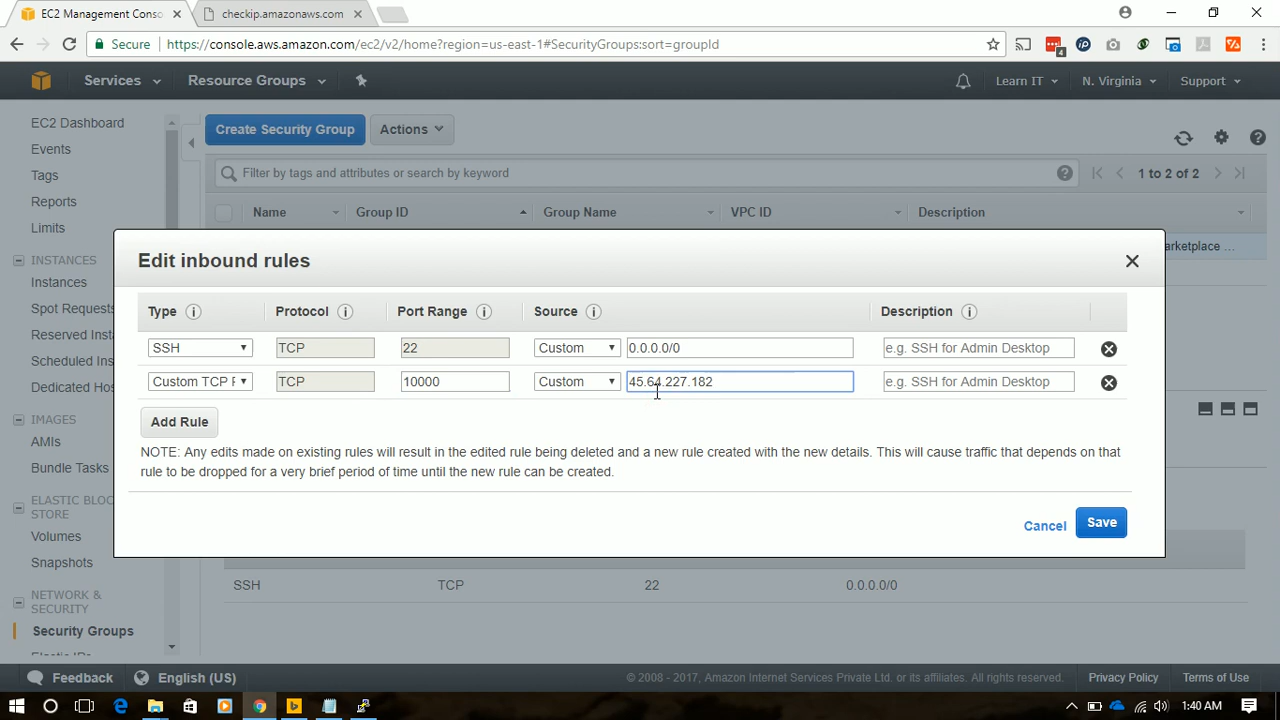 EC2 Management Conso
checkip.amazonaws.com
Secure
https://console.aws.amazon.com/ec2/v2/home?region=us-east-1#SecurityGroups:sort=groupId
4
Services
Resource Groups
Learn IT
N. Virginia
Support
EC2 Dashboard
Events
Tags
Reports
Limits
INSTANCES
Instances
Spot Requests
Reserved Inst
Scheduled Ins
Dedicated Host
IMAGES
AMIs
Bundle Tasks
ELASTIC BLOC
STORE
Volumes
Snapshots
NETWORK &
SECURITY
Security Groups
Create Security Group
Actions
Filter by tags and attributes or search by keyword
1 to 2 of 2
Name
Group ID
Group Name
VPC ID
Description
arketplace ...
Edit inbound rules
Type
Protocol
Port Range
Source
Description
SSH
TCP
22
Custom
0.0.0.0/0
e.g. SSH for Admin Desktop
Custom TCP F
TCP
10000
Custom
45.64.227.182
e.g. SSH for Admin Desktop
Add Rule
NOTE: Any edits made on existing rules will result in the edited rule being deleted and a new rule created with the new details. This will cause traffic that depends on that
rule to be dropped for a very brief period of time until the new rule can be created.
Cancel
Save
SSH
TCP
22
0.0.0.0/0
Feedback
English (US)
© 2008 - 2017, Amazon Internet Services Private Ltd. or its affiliates. All rights reserved.
Privacy Policy
Terms of Use
1:40 AM